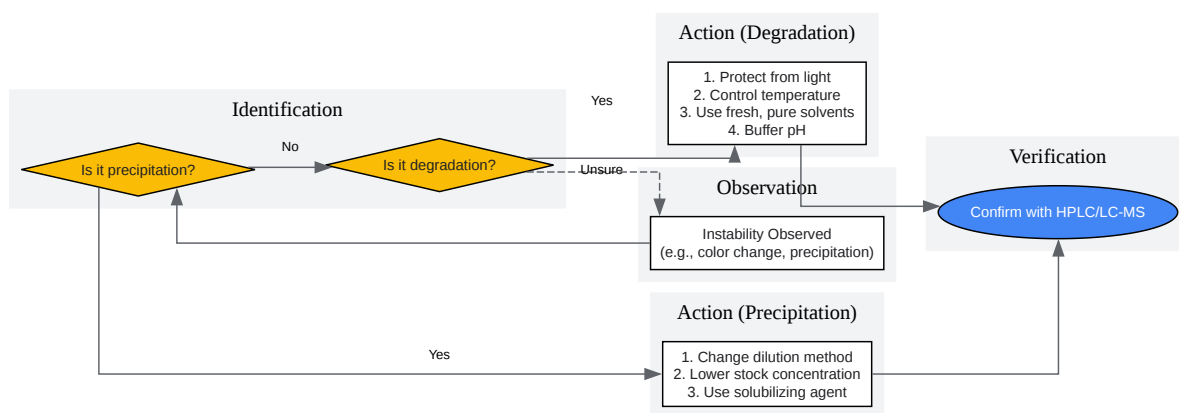 Action (Degradation)
1. Protect from light
2. Control temperature
3. Use fresh, pure solvents
4. Buffer pH
Yes
Identification
Is it precipitation?
No
Is it degradation?
Unsure
Observation
Instability Observed
(e.g., color change, precipitation)
Verification
Confirm with HPLC/LC-MS
Action (Precipitation)
Yes
1. Change dilution method
2. Lower stock concentration
3. Use solubilizing agent